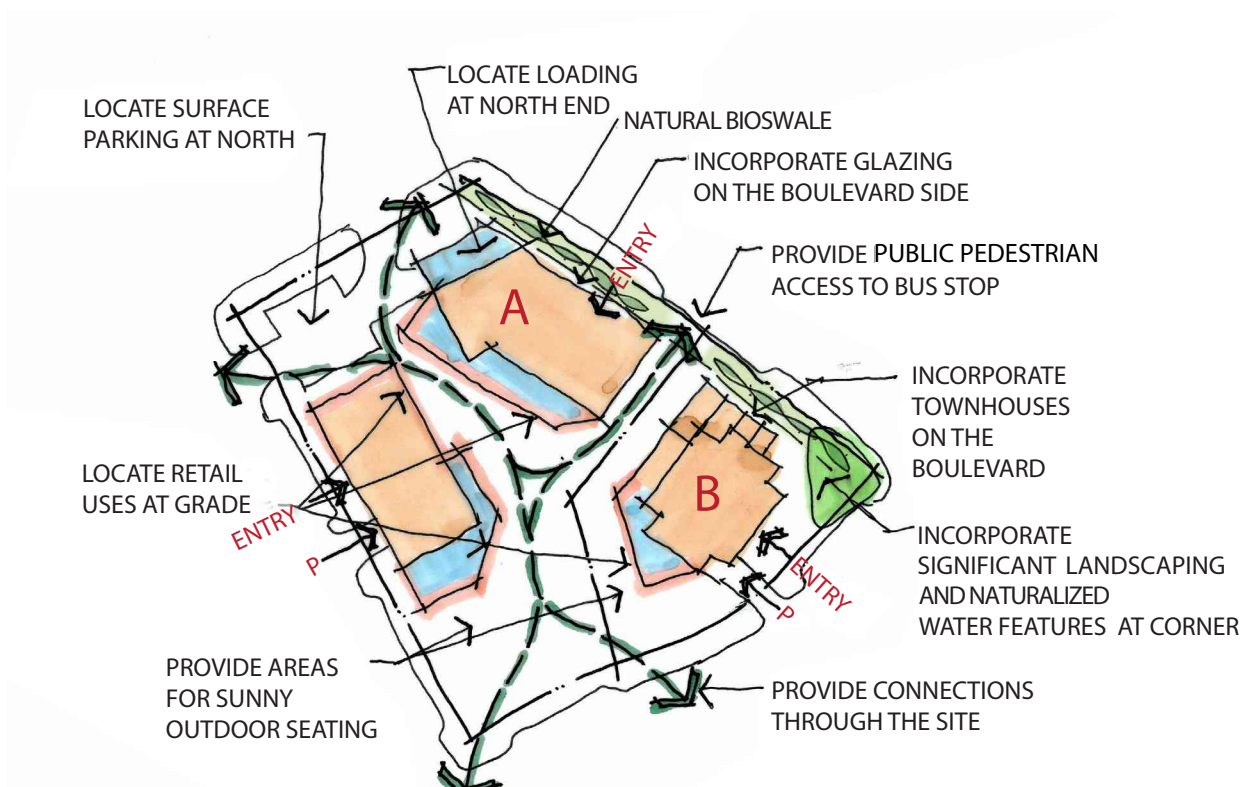 LOCATE LOADING
AT NORTH END
LOCATE SURFACE
PARKING AT NORTH
NATURAL BIOSWALE
INCORPORATE GLAZING
ON THE BOULEVARD SIDE
ENTRY
PROVIDE PUBLIC PEDESTRIAN
ACCESS TO BUS STOP
A
INCORPORATE
TOWNHOUSES
ON THE
BOULEVARD
LOCATE RETAIL
USES AT GRADE
B
ENTRY
P
INCORPORATE
SIGNIFICANT LANDSCAPING
AND NATURALIZED
WATER FEATURES AT CORNER
ENTRY
P
PROVIDE AREAS
FOR SUNNY
OUTDOOR SEATING
PROVIDE CONNECTIONS
THROUGH THE SITE